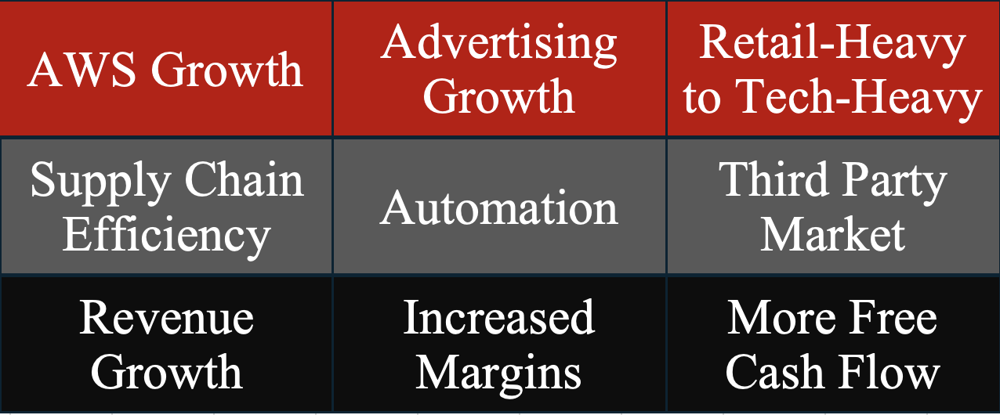 AWS Growth
Advertising
Growth
Retail-Heavy
to Tech-Heavy
Supply Chain
Efficiency
Automation
Third Party
Market
Revenue
Growth
Increased
Margins
More Free
Cash Flow